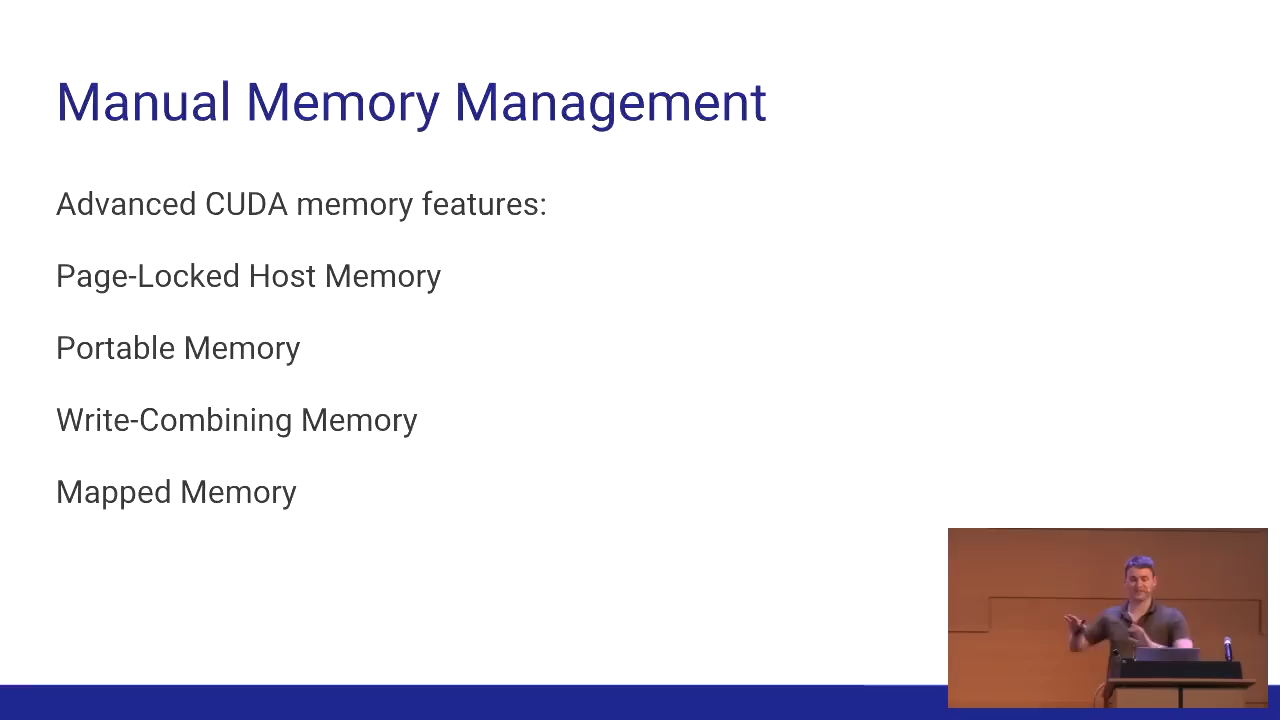 Manual Memory Management
Advanced CUDA memory features:
Page-Locked Host Memory
Portable Memory
Write-Combining Memory
Mapped Memory